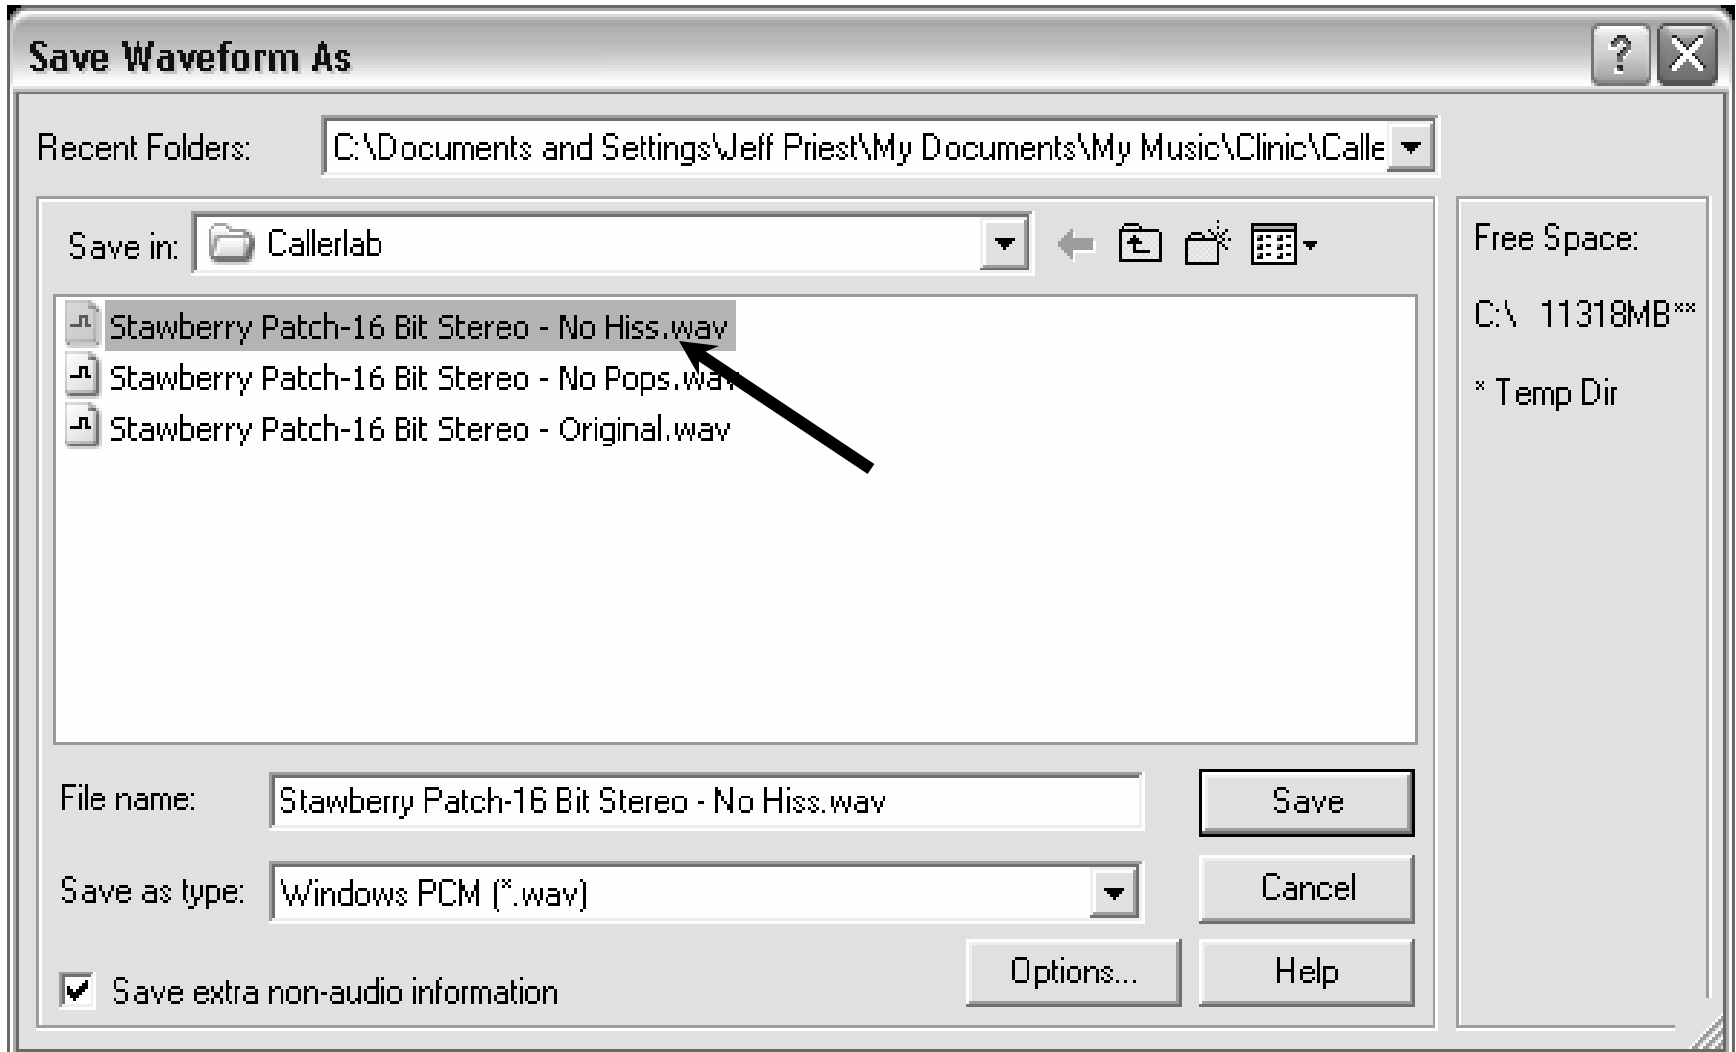 Save Waveform As
Recent Folders: C:\Documents and Settings\Jeff Priest\My Documents\My Music\Clinic\Calle
Save in: Callerlab
Stawberry Patch-16 Bit Stereo - No Hiss.wav
Stawberry Patch-16 Bit Stereo - No Pops.wav
Stawberry Patch-16 Bit Stereo - Original.wav
File name: Stawberry Patch-16 Bit Stereo - No Hiss.wav
Save
Save as type: Windows PCM (*.wav)
Cancel
Save extra non-audio information
Options...
Help
Free Space:
C:\ 11318MB**
* Temp Dir